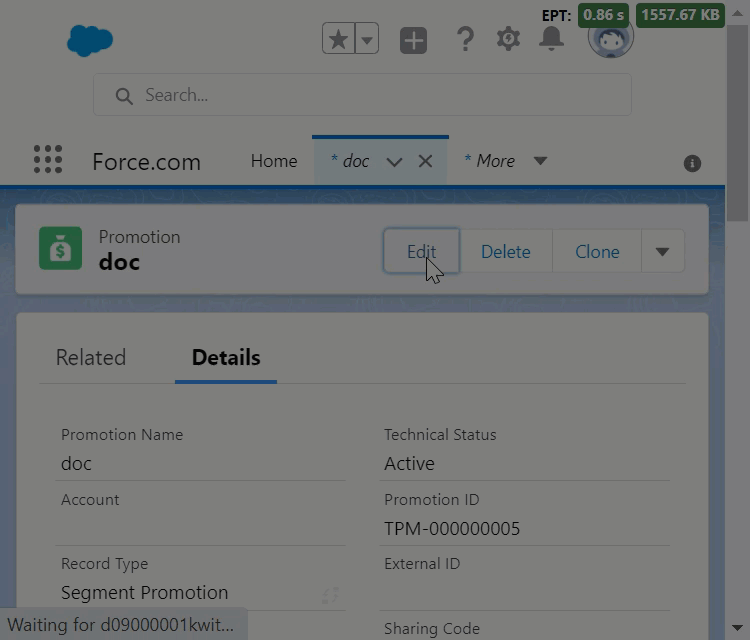 EPT: 0.86 s 1557.67 KB
Search...
Force.com Home * doc * More
Promotion
doc
Edit Delete Clone
Related Details
Promotion Name
doc
Technical Status
Active
Account
Promotion ID
TPM-000000005
Record Type
Segment Promotion
External ID
Sharing Code
Waiting for d09000001kwit...